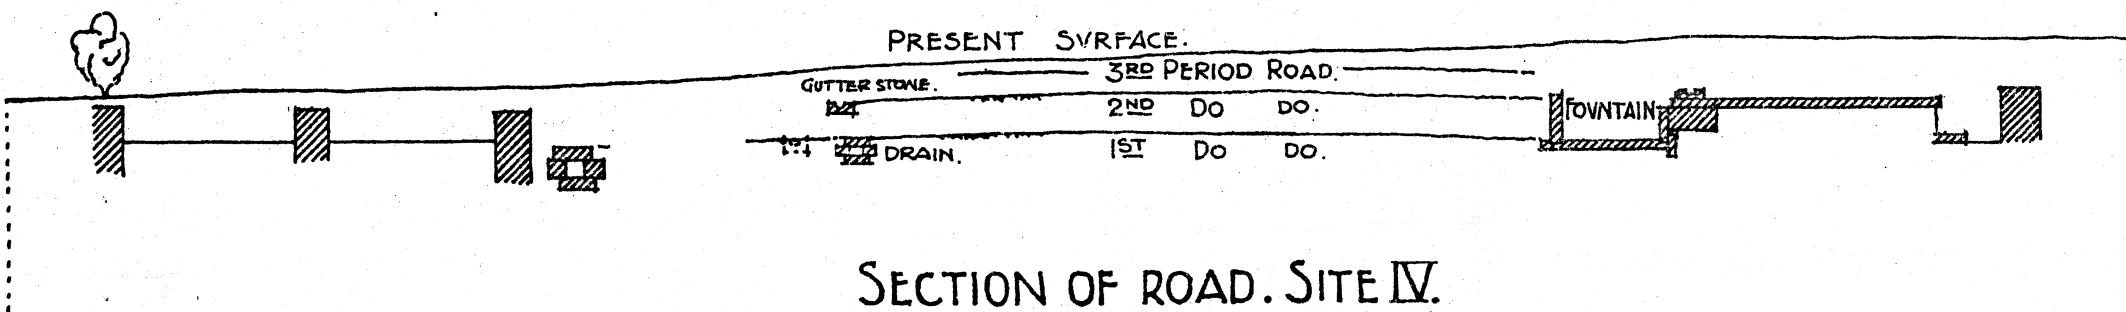 PRESENT SVRFACE.
3RD PERIOD ROAD.
GUTTER STONE.
2ND DO DO.
FOVNTAIN
DRAIN.
1ST DO DO.
SECTION OF ROAD. SITE IV.